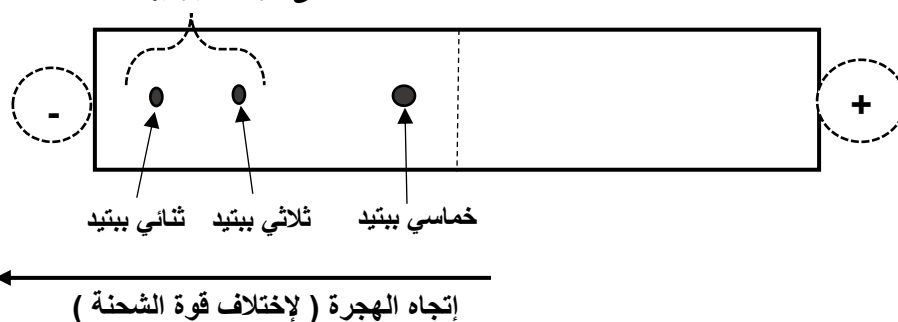 -
+
خماسي ببتيد
ثلاثي ببتيد
ثنائي ببتيد
إتجاه الهجرة ( لإختلاف قوة الشحنة )